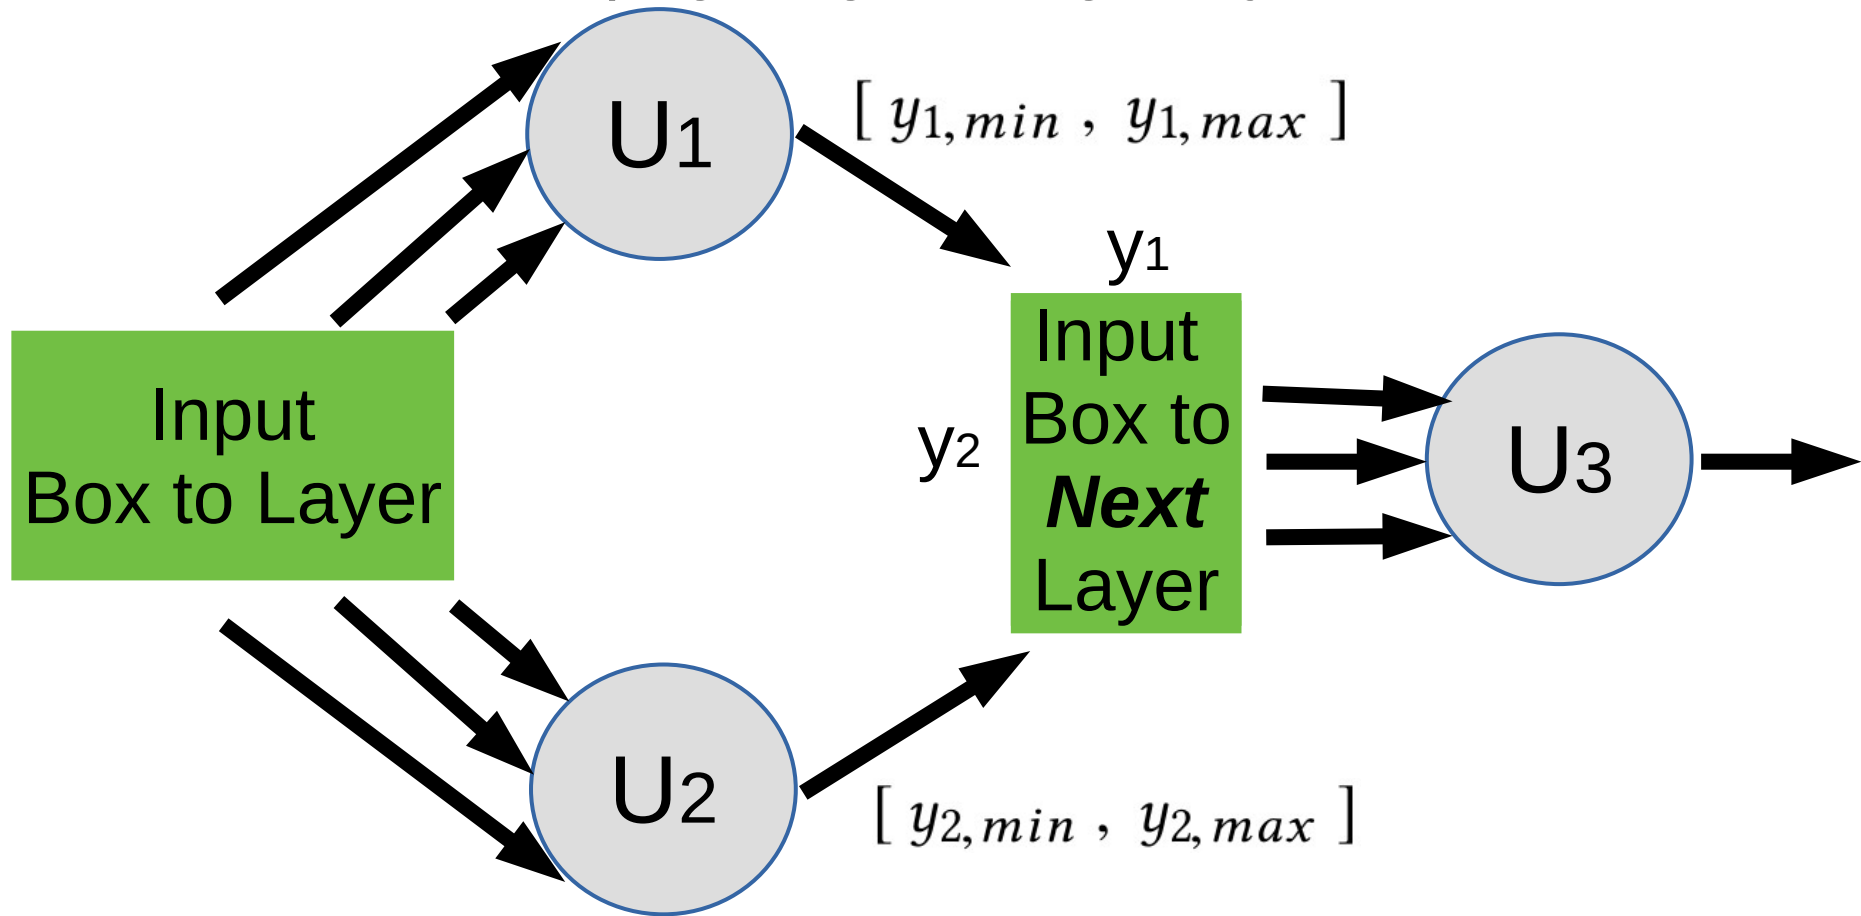 U1
[ y1,min , y1,max ]
y1
Input
Box to Layer
Input
Box to
Next
Layer
y2
U3
U2
[ y2,min , y2,max ]